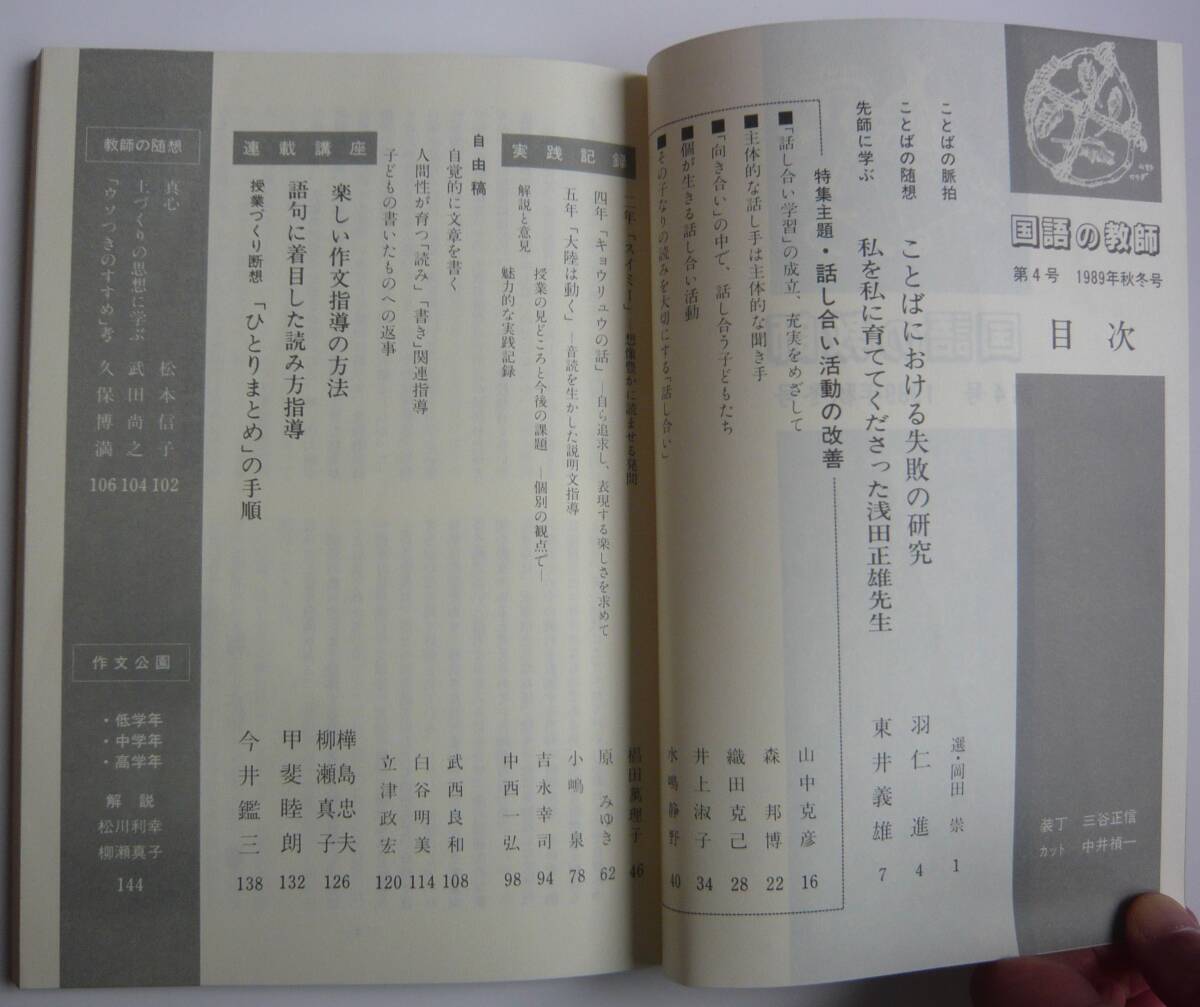 国語の教師
第4号 1989年秋冬号
目次
装丁 三谷正信
カット 中井禎一
ことばの脈拍 選・岡田 崇 1
ことばの随想 ことばにおける失敗の研究 羽仁 進 4
先師に学ぶ 私を私に育ててくださった浅田正雄先生 東井義雄 7
特集主題・話し合い活動の改善
■「話し合い学習」の成立、充実をめざして 山中克彦 16
■主体的な話し手は主体的な聞き手 森 邦博 22
■「向き合い」の中で、話し合う子どもたち 織田克己 28
■個が生きる話し合い活動 井上淑子 34
■その子なりの読みを大切にする「話し合い」 水嶋静野 40
実践記録
二年「スイミー」 想像豊かに読ませる発問 田萬理子 46
四年「キョウリュウの話」 ―自ら追求し、表現する楽しさを求めて 原 みゆき 62
五年「大陸は動く」 ―音読を生かした説明文指導 小嶋 泉 78
解説と意見
授業の見どころと今後の課題 ―個別の観点で― 吉永幸司 94
魅力的な実践記録 中西一弘 98
自由稿
自覚的に文章を書く 武西良和 108
人間性が育つ「読み」「書き」関連指導 白谷明美 114
子どもの書いたものへの返事 立津政宏 120
連載講座
楽しい作文指導の方法 樺島忠夫 柳瀬真子 126
語句に着目した読み方指導 甲斐睦朗 132
授業づくり断想 「ひとりまとめ」の手順 今井鑑三 138
教師の随想
真心 松本信子 102
土づくりの思想に学ぶ 武田尚之 104
「ウソつきのすすめ」考 久保博満 106
作文公園
・低学年
・中学年
・高学年
解説
松川利幸
柳瀬真子
144